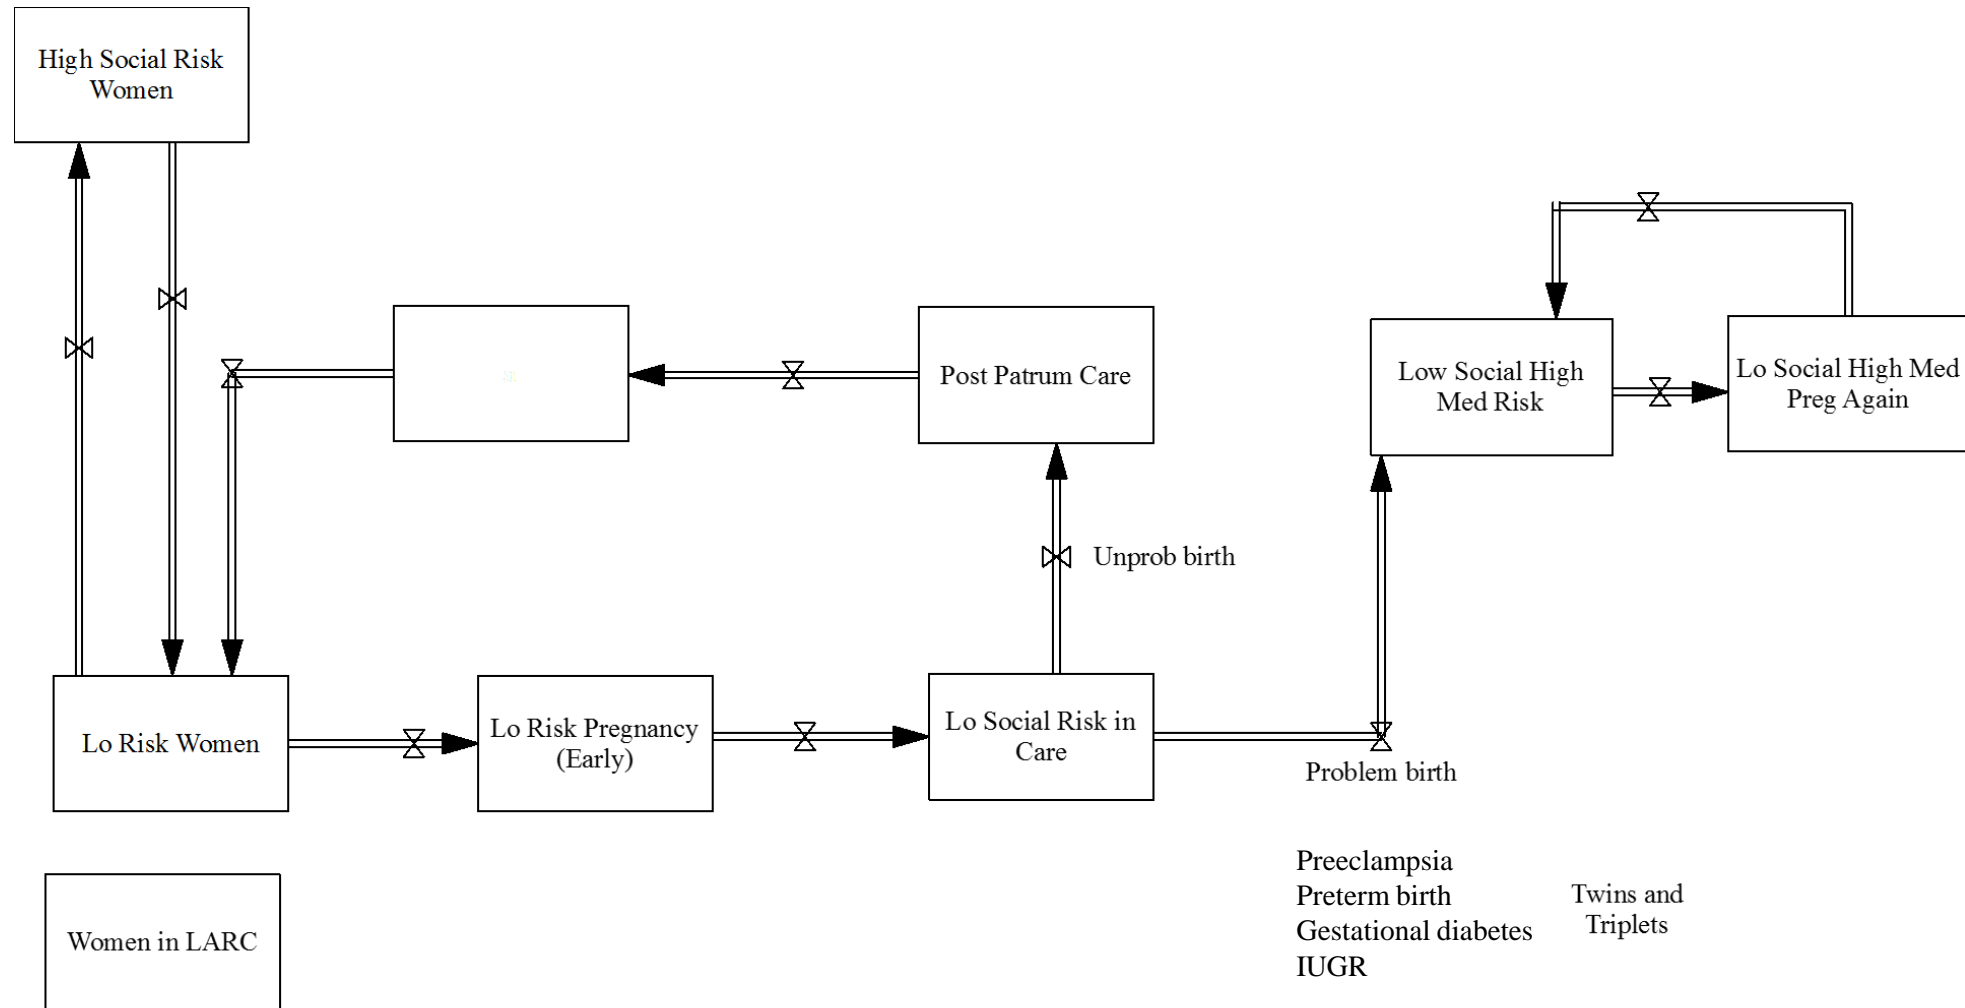 High Social Risk
Women
Post Patrum Care
Low Social High
Med Risk
Lo Social High Med
Preg Again
Unprob birth
Lo Risk Women
Lo Risk Pregnancy
(Early)
Lo Social Risk in
Care
Problem birth
Women in LARC
Preeclampsia
Preterm birth
Gestational diabetes
IUGR
Twins and
Triplets